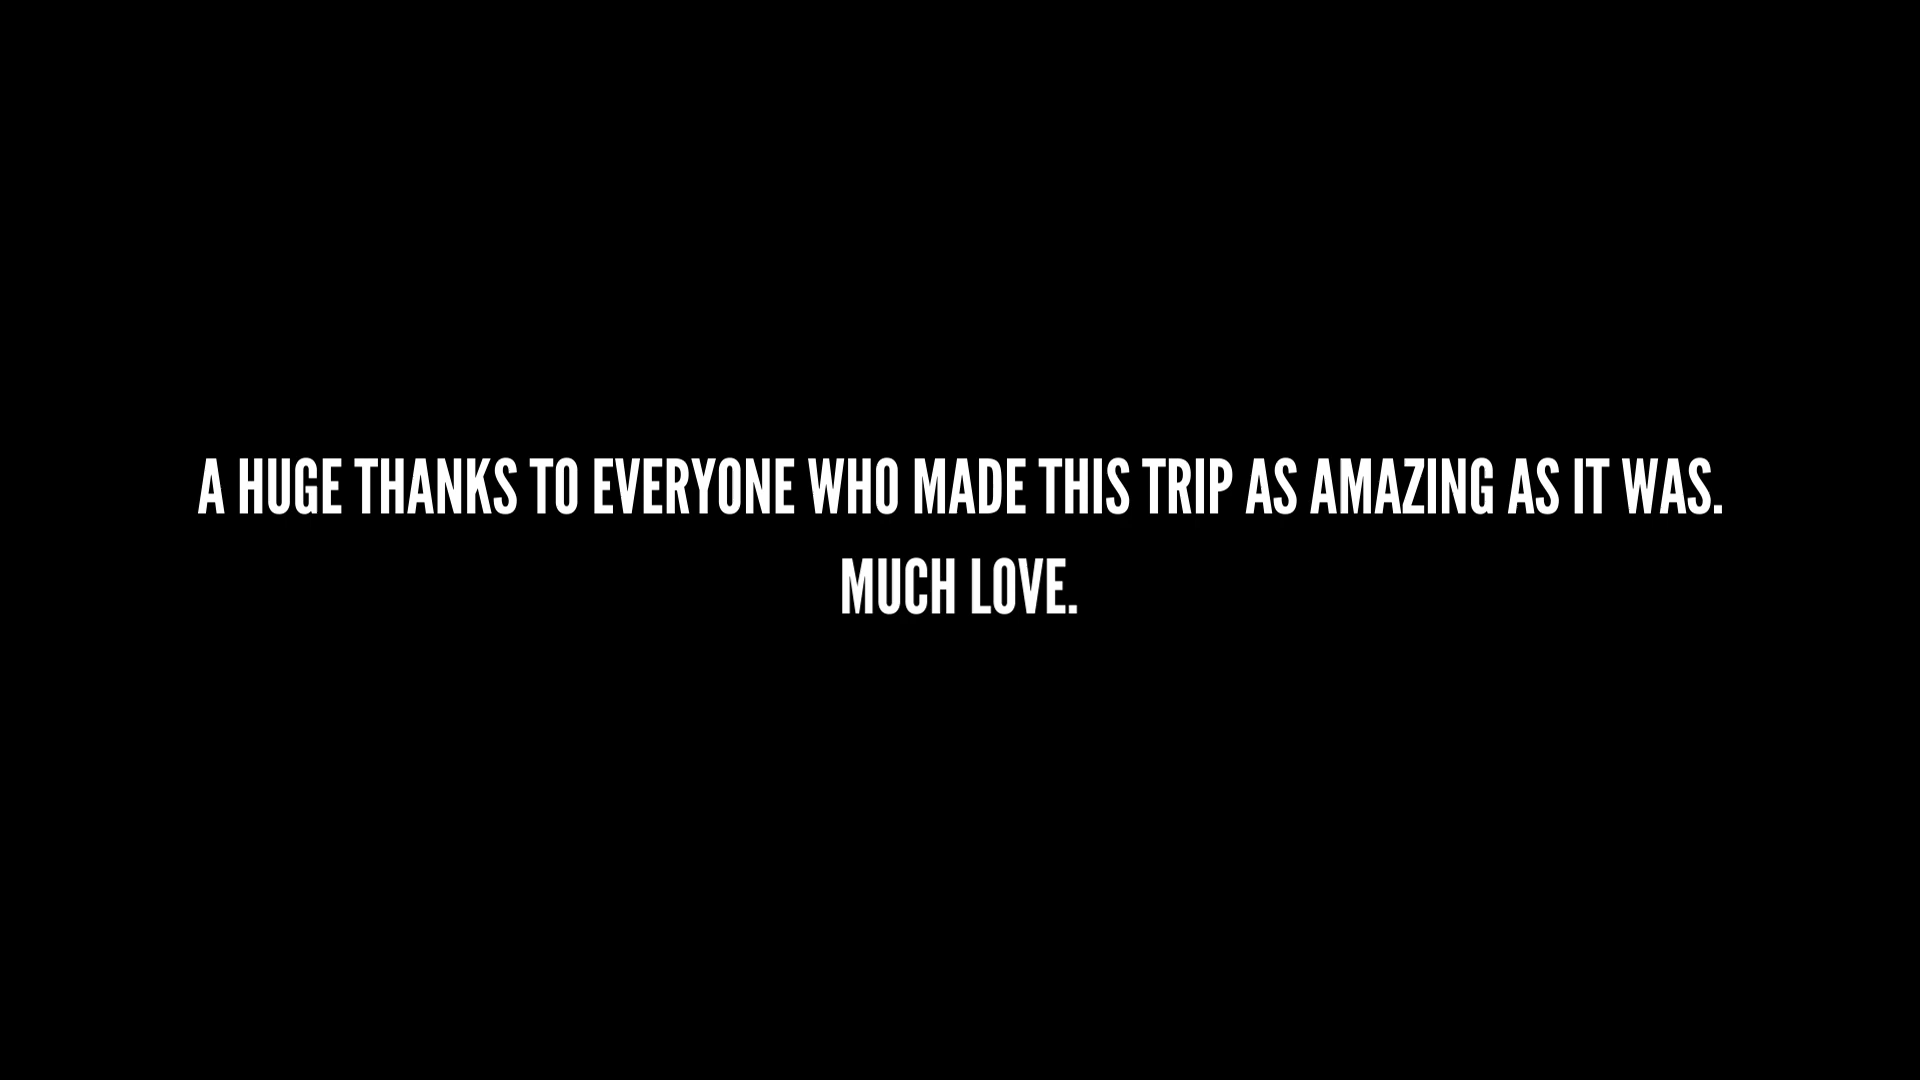 A HUGE THANKS TO EVERYONE WHO MADE THIS TRIP AS AMAZING AS IT WAS.
MUCH LOVE.